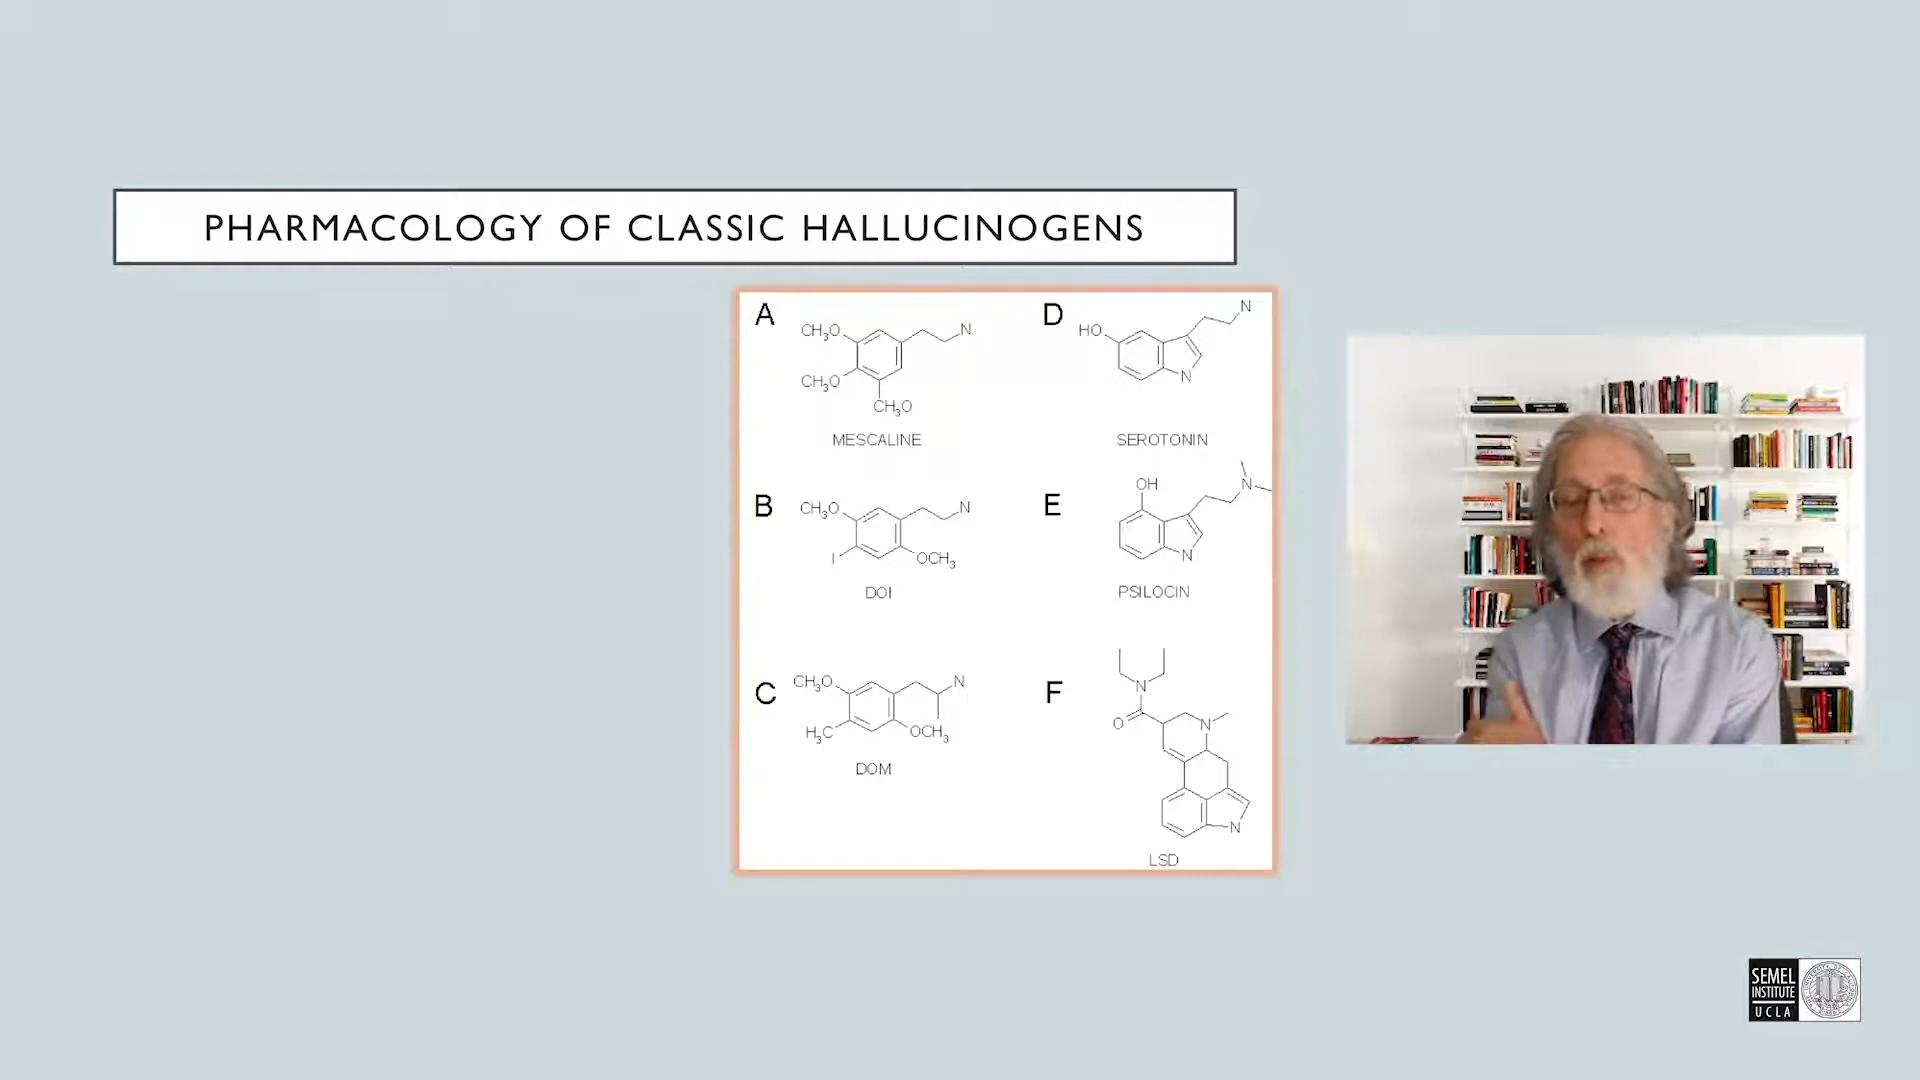 PHARMACOLOGY OF CLASSIC HALLUCINOGENS
A
CH₃O
N
CH₃O
CH₃O
MESCALINE
B
CH₃O
N
I
OCH₃
DOI
C
CH₃O
N
H₃C
OCH₃
DOM
D
HO
N
N
SEROTONIN
E
OH
N
N
PSILOCIN
F
N
O
N
N
LSD
SEMEL
INSTITUTE
UCLA